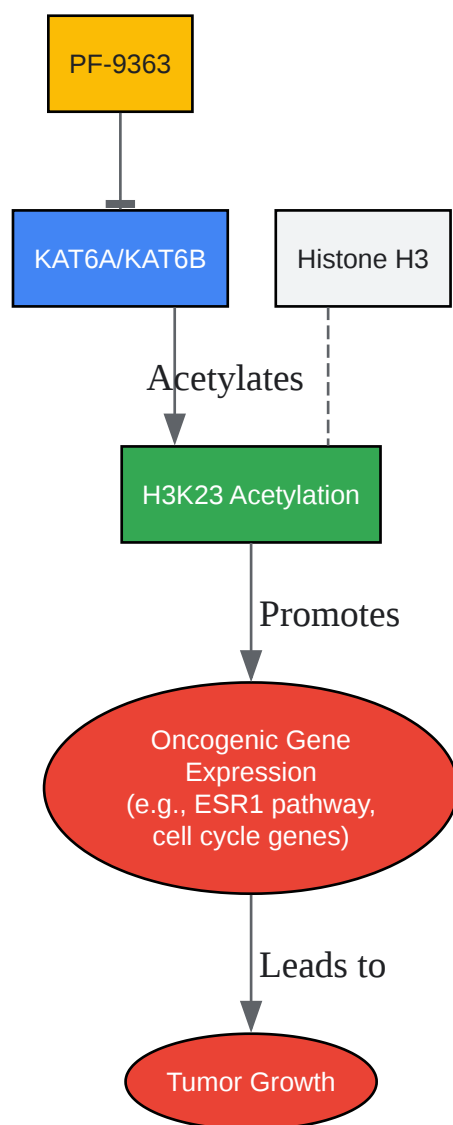 PF-9363
KAT6A/KAT6B
Histone H3
Acetylates
H3K23 Acetylation
Promotes
Oncogenic Gene
Expression
(e.g., ESR1 pathway,
cell cycle genes)
Leads to
Tumor Growth